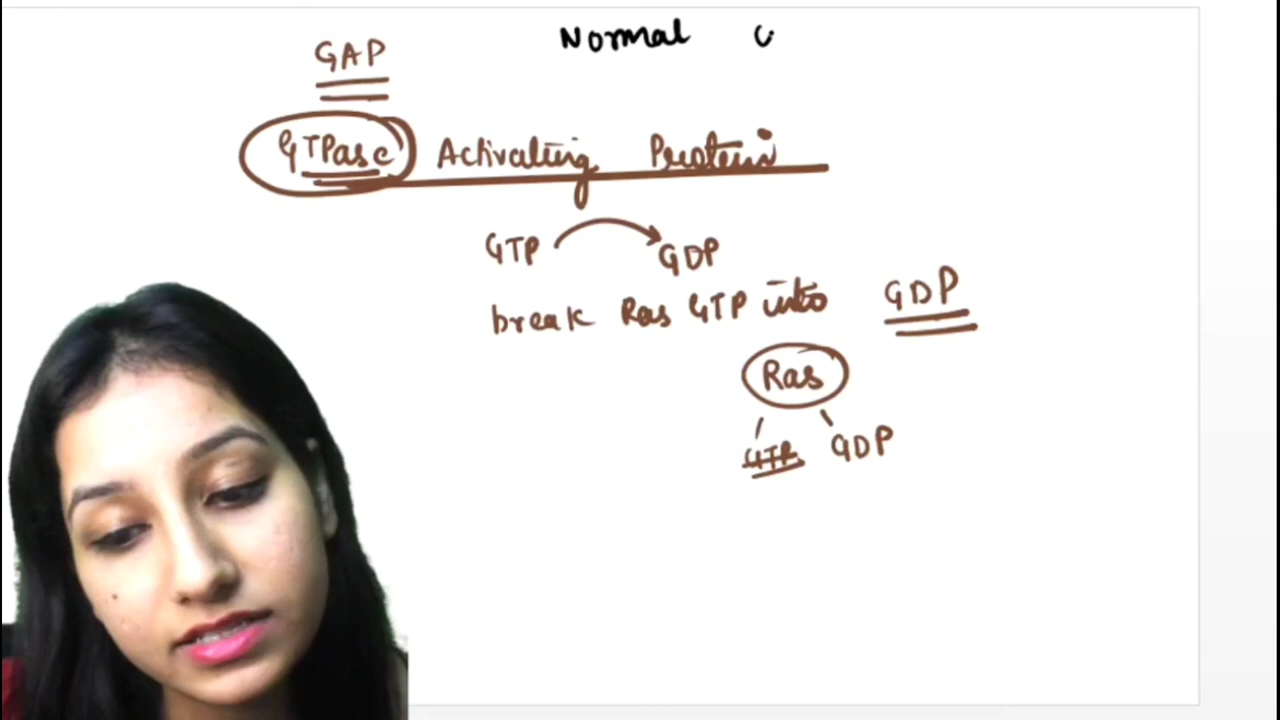 Normal C
GAP
GTPase Activating Protein
GTP GDP
break Ras GTP into GDP
Ras
GTP GDP